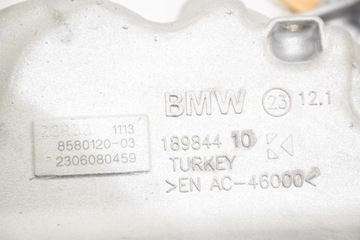 BMW 23 12.1
1113
8580120-03
2306080459
189844 10
TURKEY
>EN AC-46000<